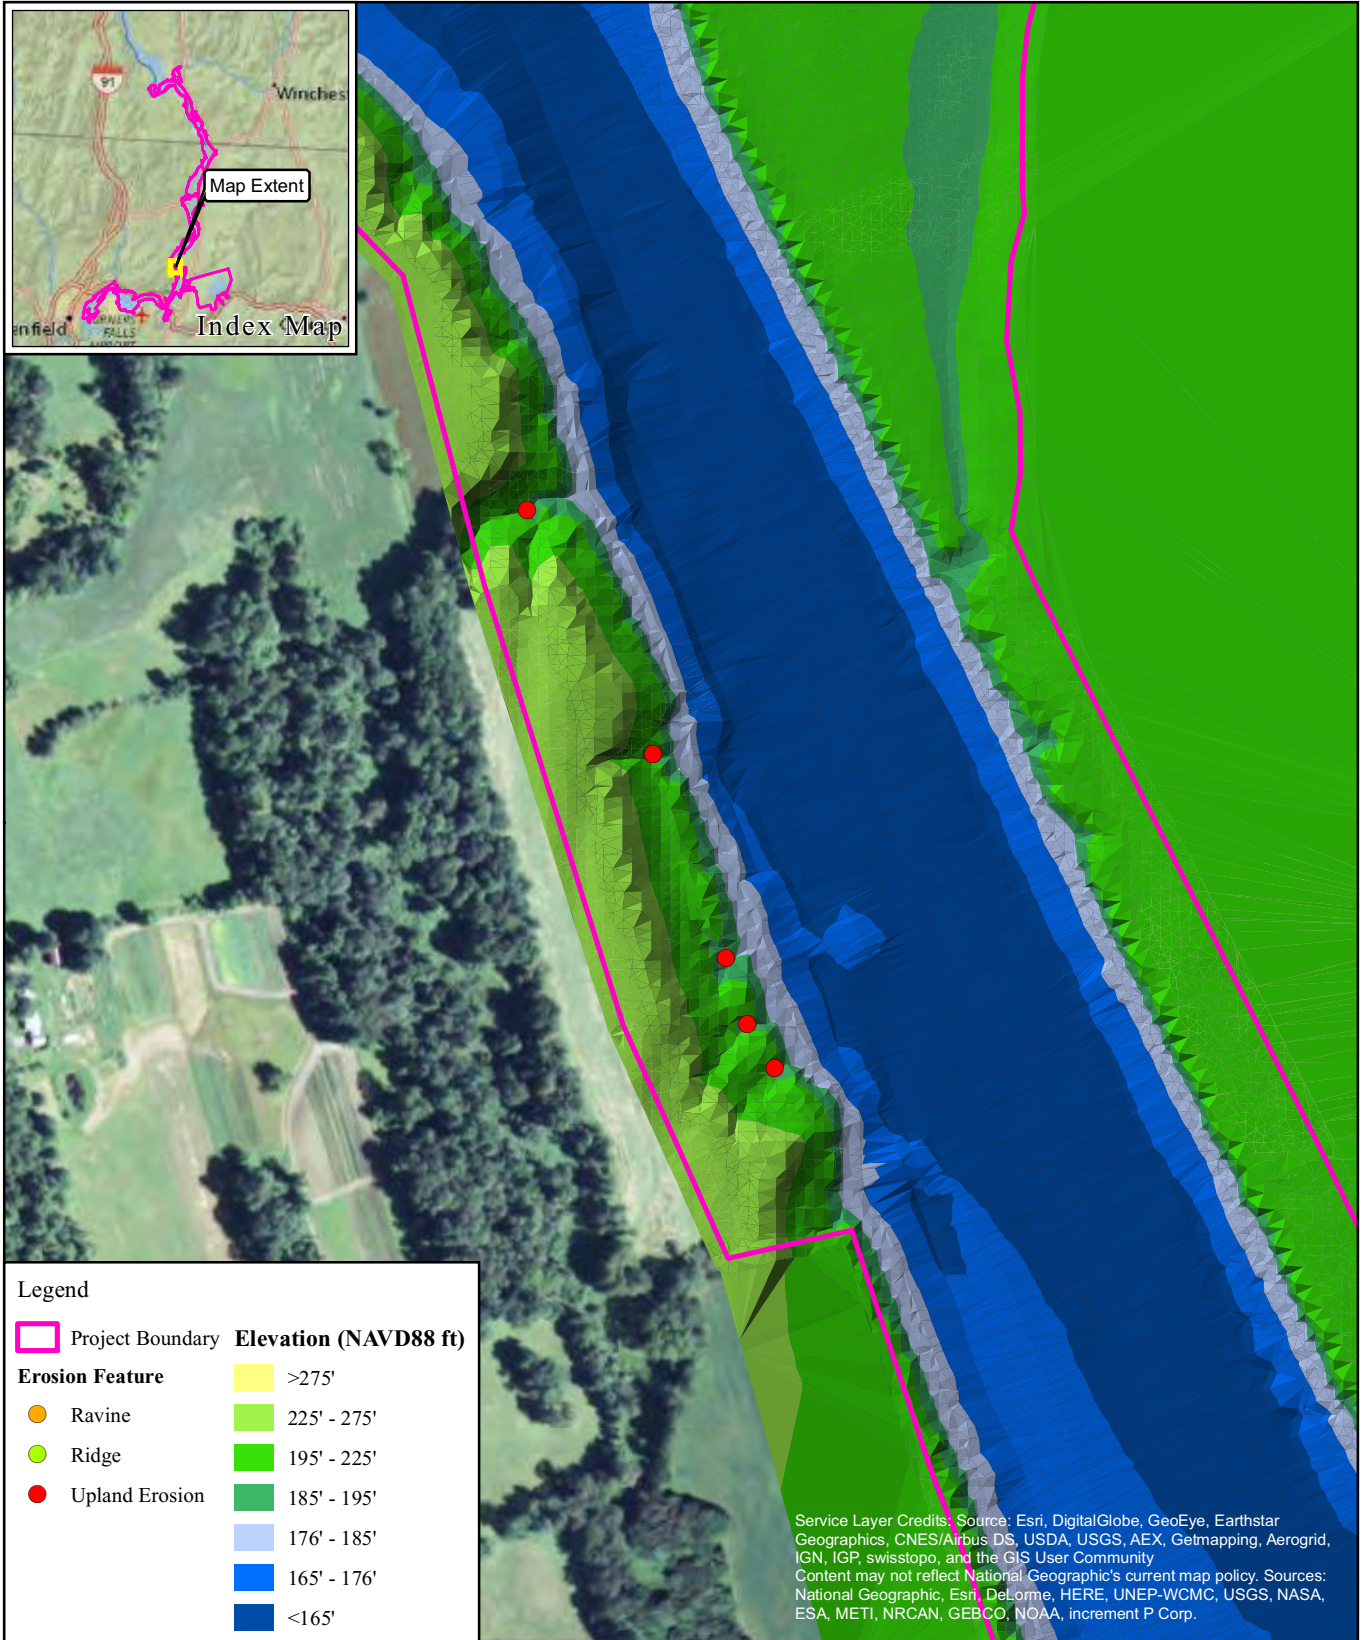 91
Winches
Map Extent
enfield
FALLS
Index Map
Legend
Project Boundary
Erosion Feature
Ravine
Ridge
Upland Erosion
Elevation (NAVD88 ft)
>275'
225' - 275'
195' - 225'
185' - 195'
176' - 185'
165' - 176'
<165'
Service Layer Credits: Source: Esri, DigitalGlobe, GeoEye, Earthstar
Geographics, CNES/Airbus DS, USDA, USGS, AEX, Getmapping, Aerogrid,
IGN, IGP, swisstopo, and the GIS User Community
Content may not reflect National Geographic's current map policy. Sources:
National Geographic, Esri, DeLorme, HERE, UNEP-WCMC, USGS, NASA,
ESA, METI, NRCAN, GEBCO, NOAA, increment P Corp.